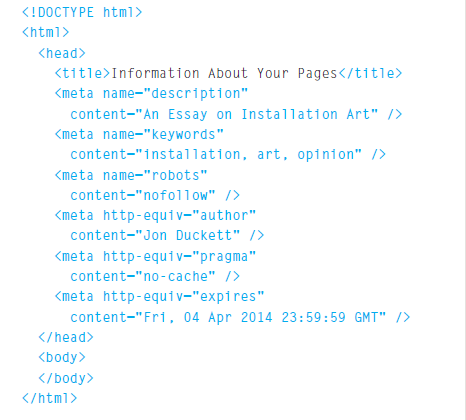 <!DOCTYPE html>
<html>
<head>
<title>Information About Your Pages</title>
<meta name="description"
content="An Essay on Installation Art" />
<meta name="keywords"
content="installation, art, opinion" />
<meta name="robots"
content="nofollow" />
<meta http-equiv="author"
content="Jon Duckett" />
<meta http-equiv="pragma"
content="no-cache" />
<meta http-equiv="expires"
content="Fri, 04 Apr 2014 23:59:59 GMT" />
</head>
<body>
</body>
</html>